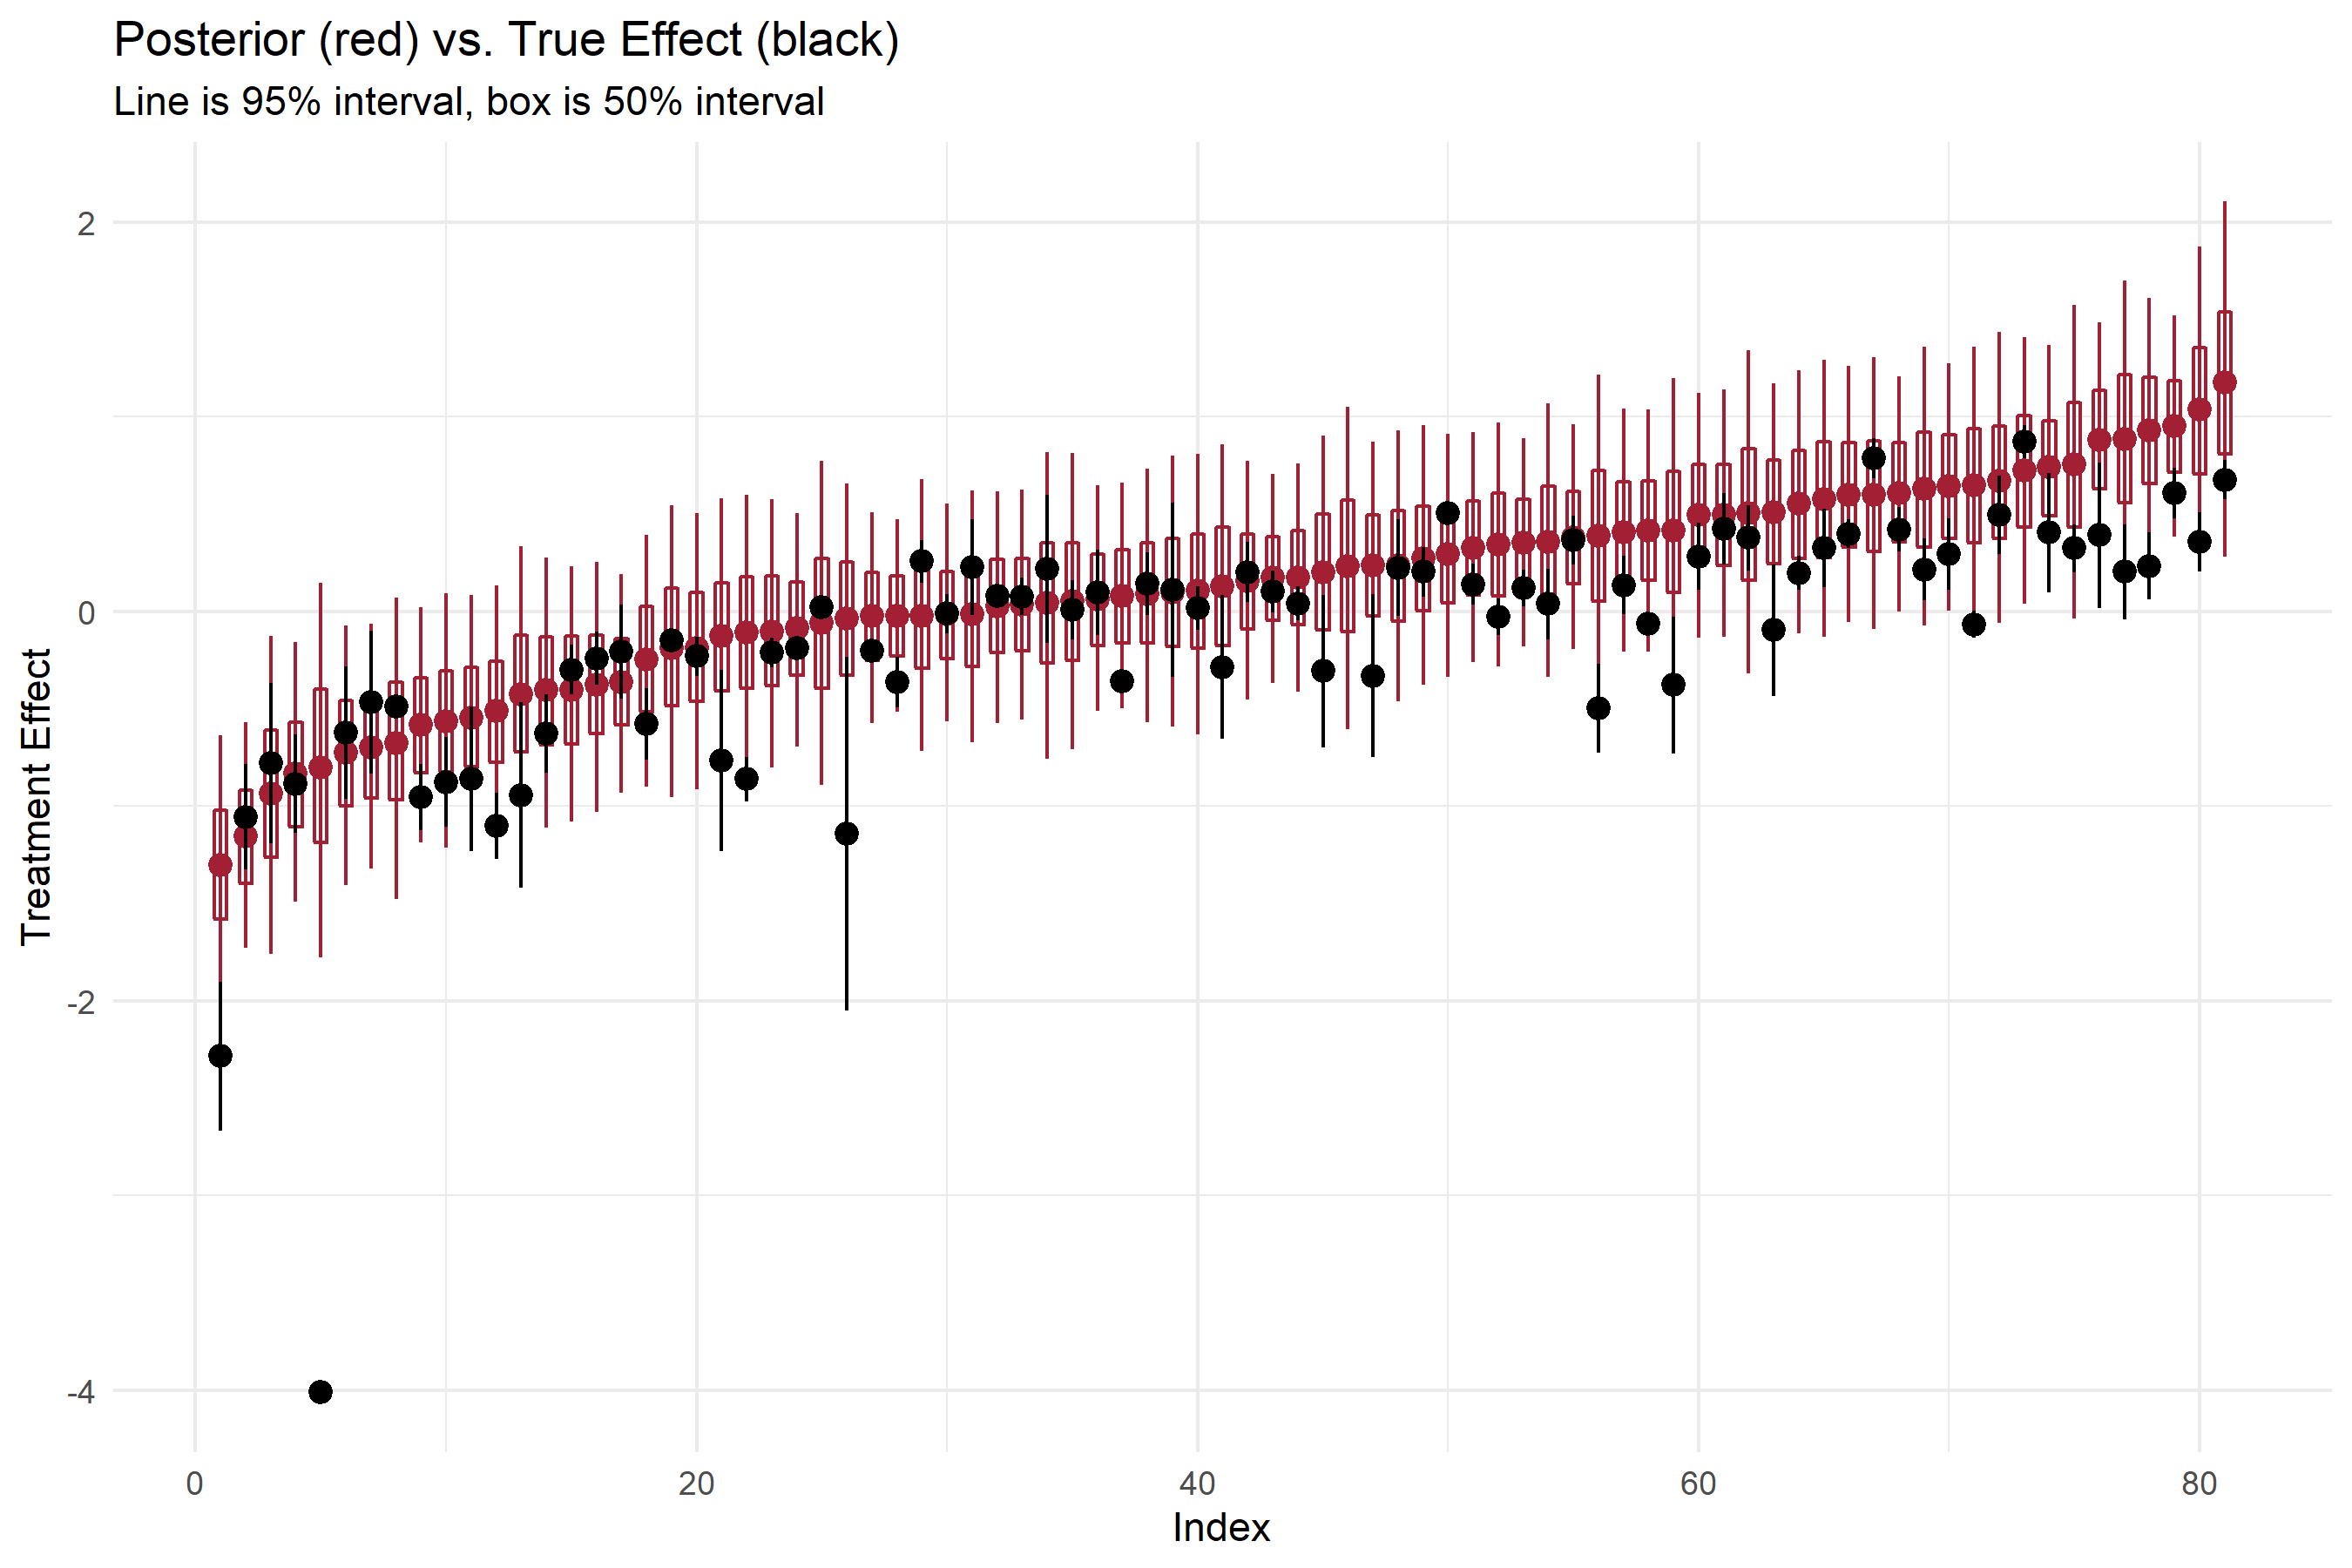 Posterior (red) vs. True Effect (black)
Line is 95% interval, box is 50% interval
Treatment Effect
2
0
-2
-4
0 20 40 60 80
Index